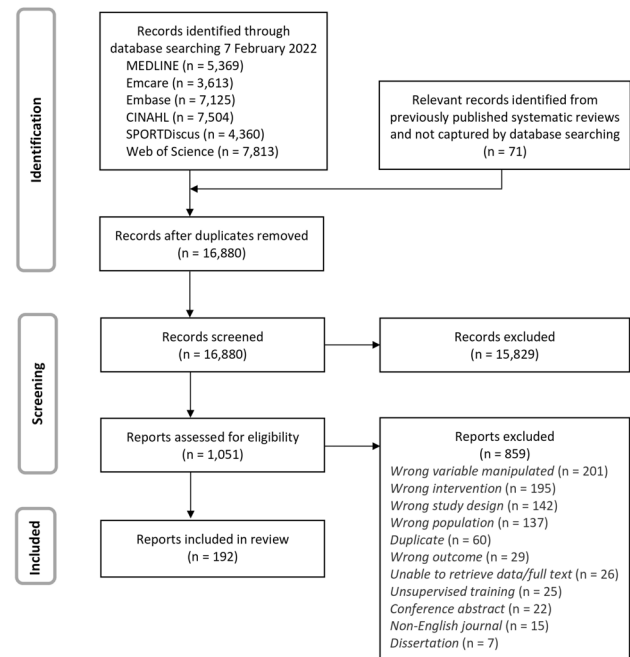 Identification
Records identified through
database searching 7 February 2022
MEDLINE (n = 5,369)
Emcare (n = 3,613)
Embase (n = 7,125)
CINAHL (n = 7,504)
SPORTDiscus (n = 4,360)
Web of Science (n = 7,813)
Relevant records identified from
previously published systematic reviews
and not captured by database searching
(n = 71)
Records after duplicates removed
(n = 16,880)
Screening
Records screened
(n = 16,880)
Records excluded
(n = 15,829)
Reports assessed for eligibility
(n = 1,051)
Reports excluded
(n = 859)
Wrong variable manipulated (n = 201)
Wrong intervention (n = 195)
Wrong study design (n = 142)
Wrong population (n = 137)
Duplicate (n = 60)
Wrong outcome (n = 29)
Unable to retrieve data/full text (n = 26)
Unsupervised training (n = 25)
Conference abstract (n = 22)
Non-English journal (n = 15)
Dissertation (n = 7)
Included
Reports included in review
(n = 192)